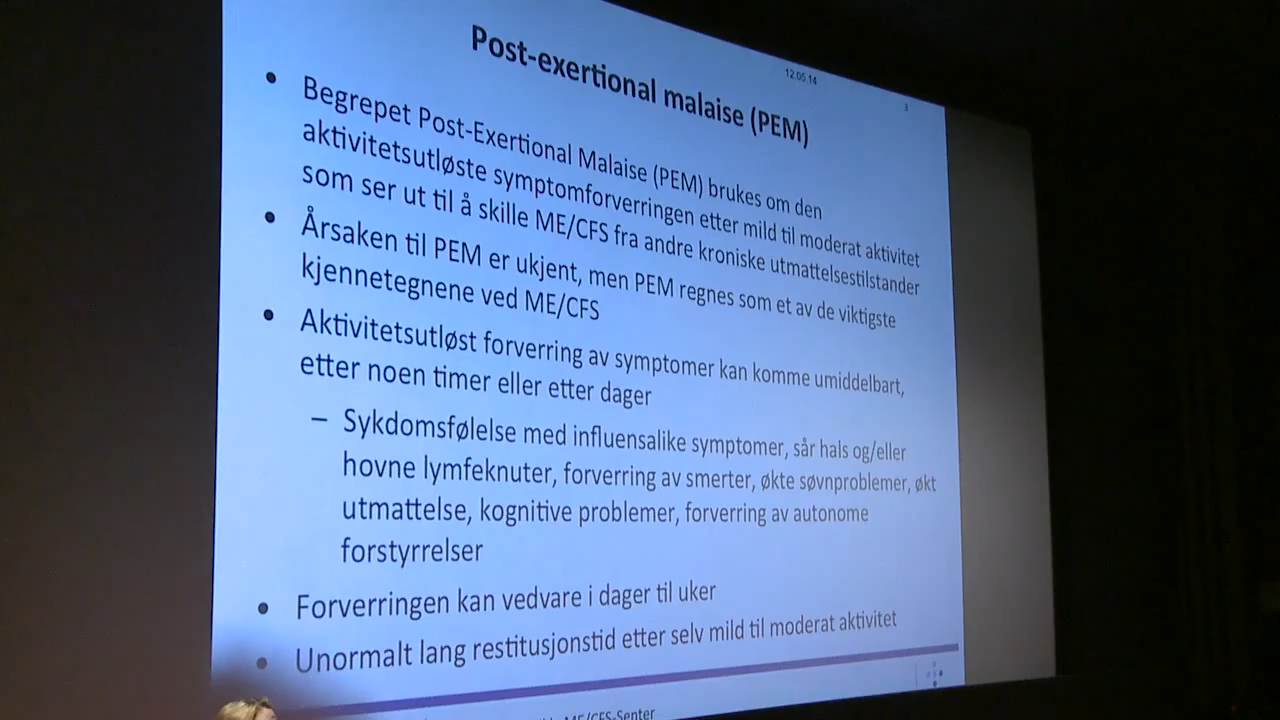 12.05.14
3
Post-exertional malaise (PEM)
• Begrepet Post-Exertional Malaise (PEM) brukes om den
aktivitetsutløste symptomforverringen etter mild til moderat aktivitet
som ser ut til å skille ME/CFS fra andre kroniske utmattelsestilstander
• Årsaken til PEM er ukjent, men PEM regnes som et av de viktigste
kjennetegnene ved ME/CFS
• Aktivitetsutløst forverring av symptomer kan komme umiddelbart,
etter noen timer eller etter dager
– Sykdomsfølelse med influensalike symptomer, sår hals og/eller
hovne lymfeknuter, forverring av smerter, økte søvnproblemer, økt
utmattelse, kognitive problemer, forverring av autonome
forstyrrelser
• Forverringen kan vedvare i dager til uker
• Unormalt lang restitusjonstid etter selv mild til moderat aktivitet
ME/CFS-Senter